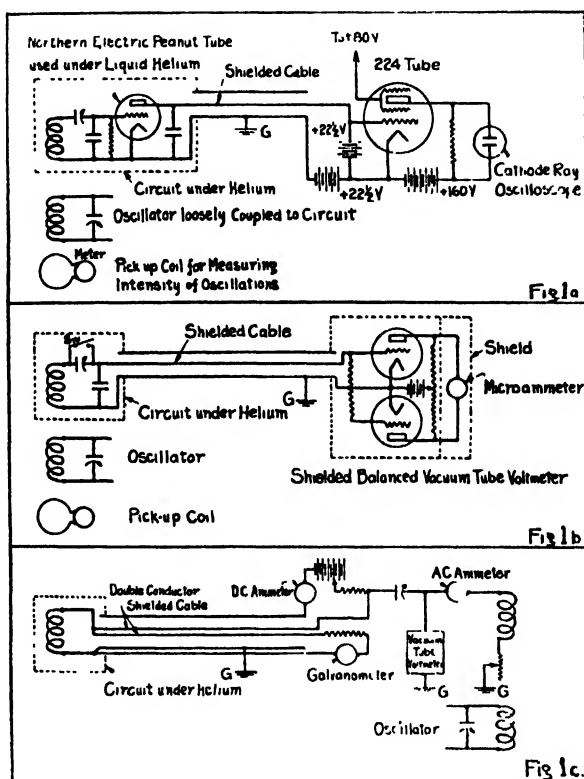 Northern Electric Peanut Tube
used under Liquid Helium
Shielded Cable
224 Tube
+22½V
G
+22½V
+160V
Cathode Ray
Oscilloscope
Circuit under Helium
Oscillator loosely Coupled to Circuit
Meter
Pick up Coil for Measuring
Intensity of Oscillations
Fig 1a
Shielded Cable
Shield
Microammeter
G
Circuit under Helium
Oscillator
Shielded Balanced Vacuum Tube Voltmeter
Pick-up Coil
Fig 1b
Double Conductor
Shielded Cable
DC Ammeter
AC Ammeter
Vacuum
Tube
Voltmeter
G
Galvanometer
G
G
Circuit under helium
Oscillator
Fig 1c